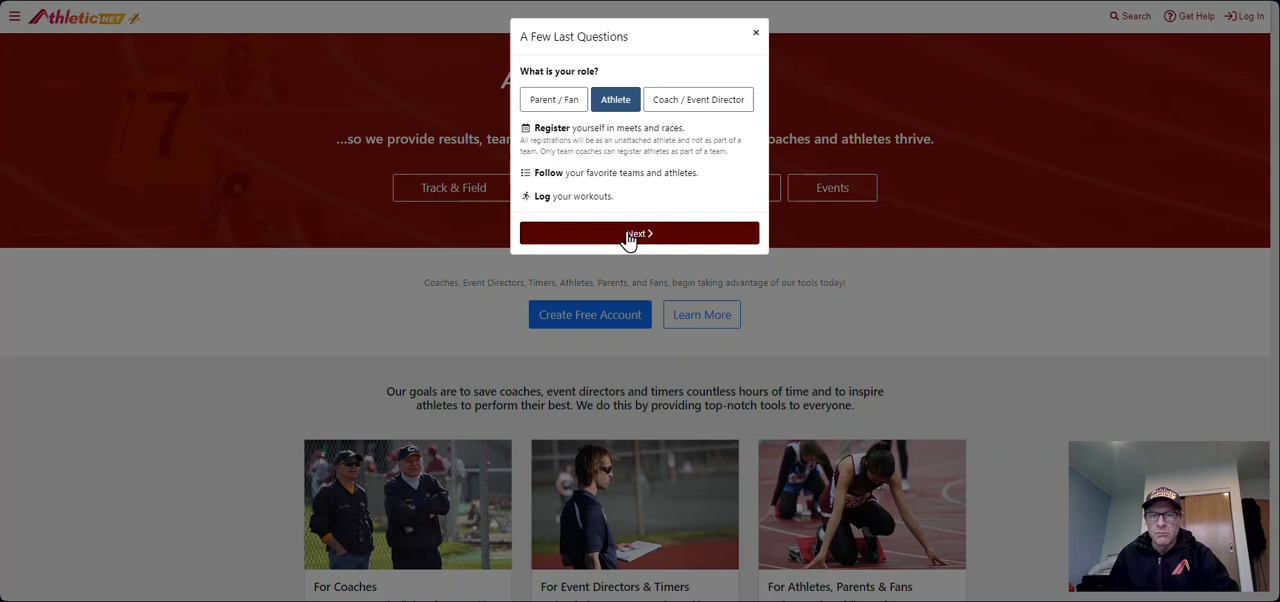 Athletic NET
Search
Get Help
Log In
A Few Last Questions
×
What is your role?
Parent / Fan
Athlete
Coach / Event Director
Register yourself in meets and races.
All registrations will be as an unattached athlete and not as part of a
team. Only team coaches can register athletes as part of a team.
Follow your favorite teams and athletes.
Log your workouts.
Next
...so we provide results, tea
oaches and athletes thrive.
Track & Field
Events
Coaches, Event Directors, Timers, Athletes, Parents, and Fans, begin taking advantage of our tools today!
Create Free Account
Learn More
Our goals are to save coaches, event directors and timers countless hours of time and to inspire
athletes to perform their best. We do this by providing top-notch tools to everyone.
For Coaches
For Event Directors & Timers
For Athletes, Parents & Fans